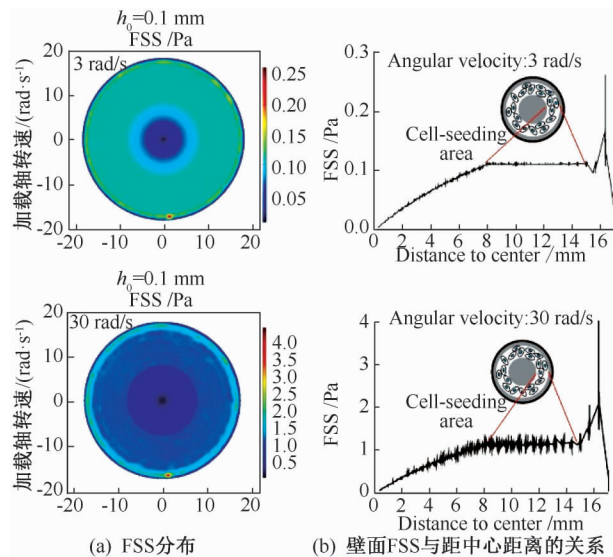 h₀=0.1 mm
FSS /Pa
3 rad/s
加载轴转速/(rad·s⁻¹)
20
10
0
-10
-20
-20 -10 0 10 20
0.25
0.20
0.15
0.10
0.05
Angular velocity:3 rad/s
Cell-seeding
area
FSS /Pa
0.3
0.2
0.1
0.0
0 2 4 6 8 10 12 14 16
Distance to center /mm
h₀=0.1 mm
FSS /Pa
30 rad/s
加载轴转速/(rad·s⁻¹)
20
10
0
-10
-20
-20 -10 0 10 20
4.0
3.5
3.0
2.5
2.0
1.5
1.0
0.5
Angular velocity:30 rad/s
Cell-seeding
area
FSS /Pa
4
3
2
1
0
0 2 4 6 8 10 12 14 16
Distance to center /mm
(a) FSS分布
(b) 壁面FSS与距中心距离的关系